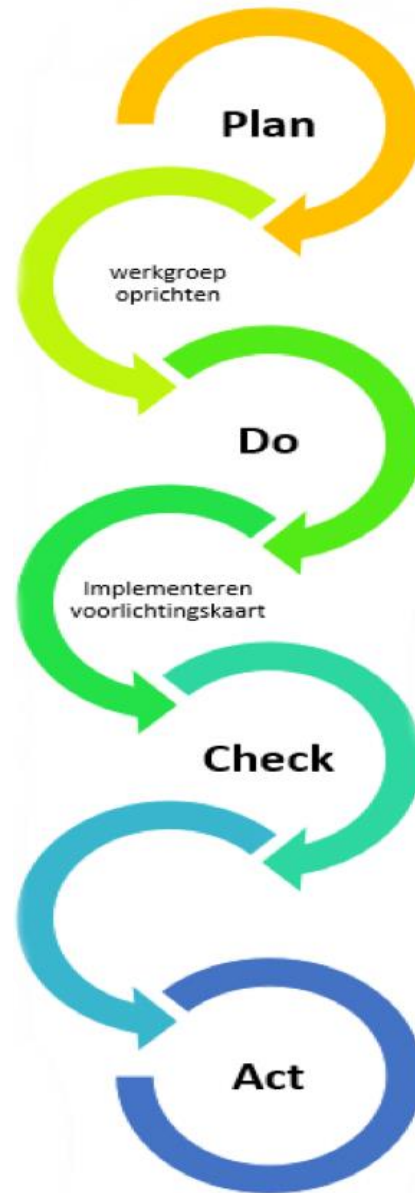 Plan
werkgroep
oprichten
Do
Implementeren
voorlichtingskaart
Check
Act